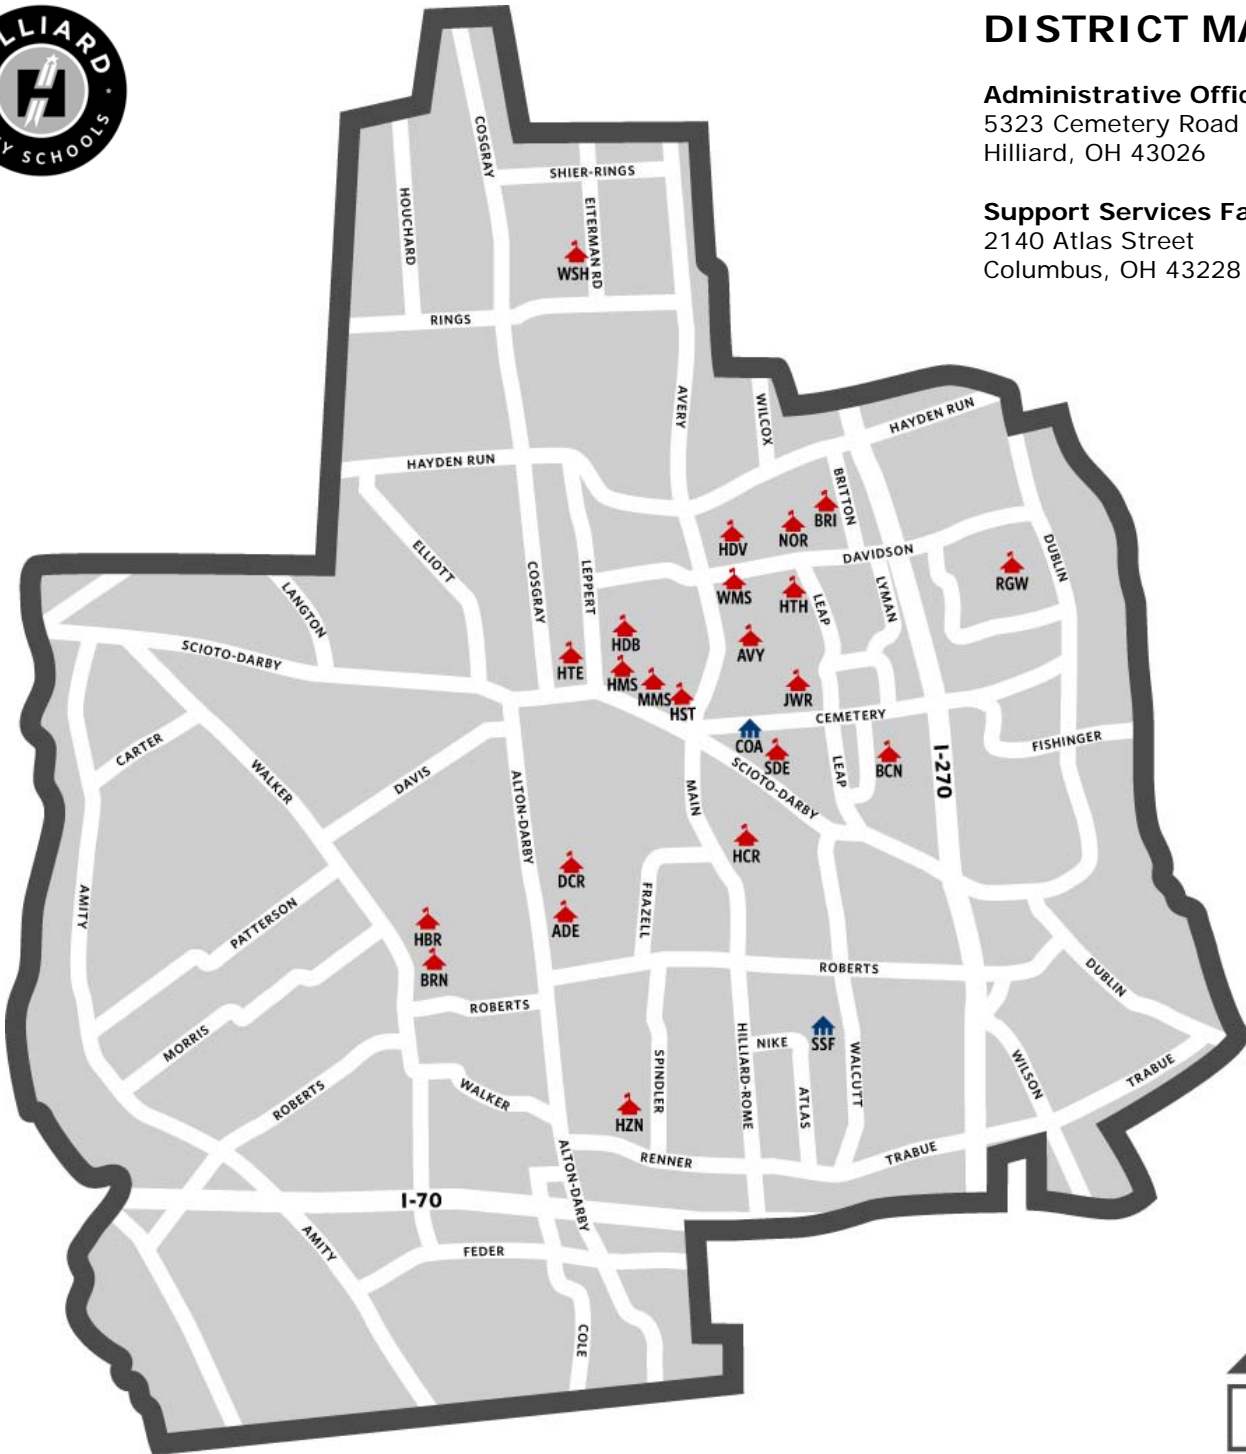 LLIARD
H
Y SCHOOLS
DISTRICT MA
Administrative Offic
5323 Cemetery Road
Hilliard, OH 43026
Support Services Fa
2140 Atlas Street
Columbus, OH 43228
COSGRAY
SHIER-RINGS
HOUCHARD
EITERMAN RD
WSH
RINGS
AVERY
WILCOX
HAYDEN RUN
HAYDEN RUN
BRITTON
BRI
NOR
HDV
DAVIDSON
DUBLIN
ELLIOTT
COSGRAY
LEPPERT
RGW
WMS
HTH
LEAP
LYMAN
LANGTON
HDB
AVY
SCIOTO-DARBY
HTE
HMS
MMS
HST
JWR
CEMETERY
COA
SDE
BCN
FISHINGER
I-270
CARTER
WALKER
DAVIS
ALTON-DARBY
MAIN
SCIOTO-DARBY
LEAP
HCR
DCR
AMITY
PATTERSON
HBR
ADE
FRAZELL
BRN
ROBERTS
DUBLIN
ROBERTS
MORRIS
HILLIARD-ROME
NIKE
SSF
WALCUTT
WILSON
SPINDLER
ROBERTS
WALKER
ATLAS
TRABUE
HZN
ALTON-DARBY
RENNER
TRABUE
I-70
AMITY
FEDER
COLE